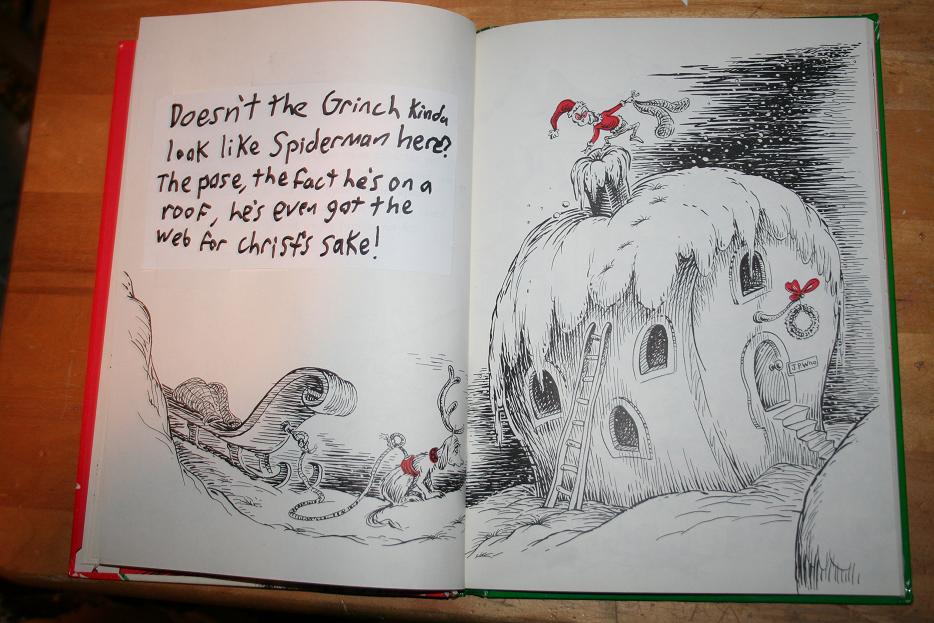 Doesn't the Grinch kinda
look like Spiderman here?
The pose, the fact he's on a
roof, he's even got the
web for christ's sake!
J.P.Who